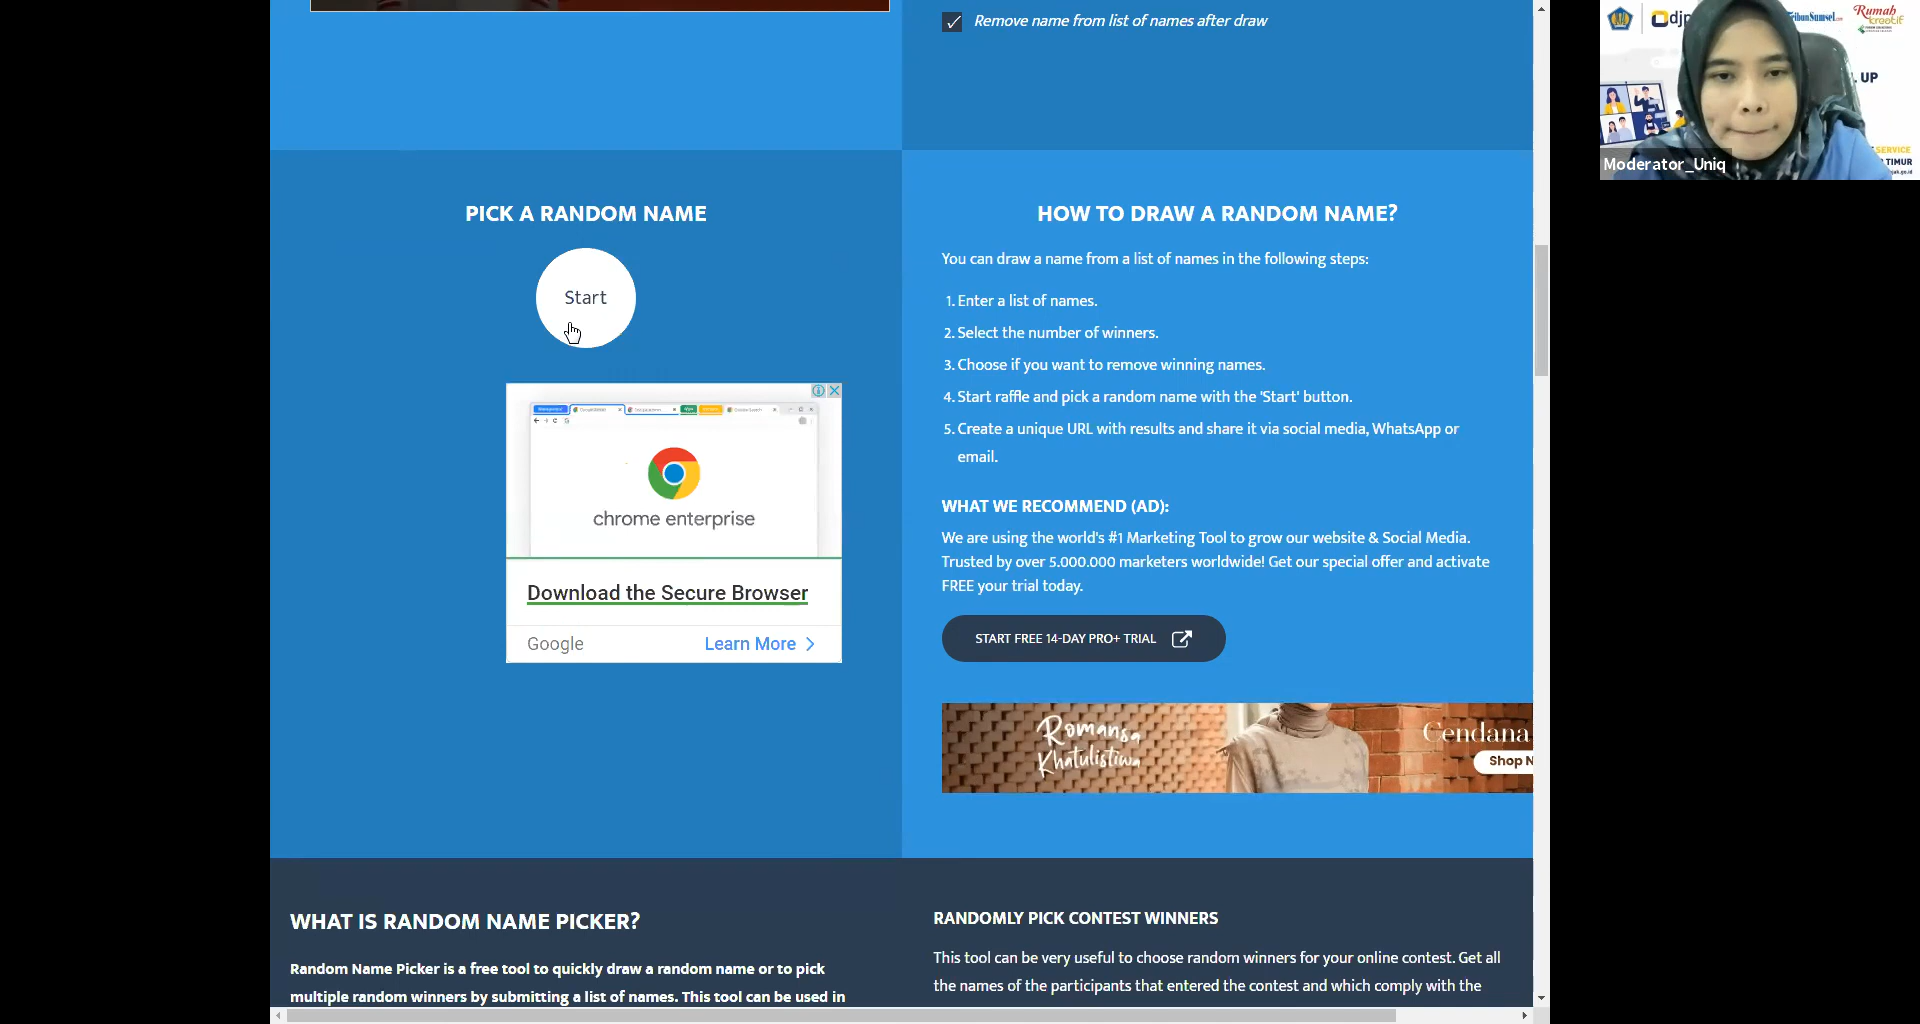 Remove name from list of names after draw
PICK A RANDOM NAME
Start
chrome enterprise
Download the Secure Browser
Google
Learn More
HOW TO DRAW A RANDOM NAME?
You can draw a name from a list of names in the following steps:
1. Enter a list of names.
2. Select the number of winners.
3. Choose if you want to remove winning names.
4. Start raffle and pick a random name with the 'Start' button.
5. Create a unique URL with results and share it via social media, WhatsApp or
email.
WHAT WE RECOMMEND (AD):
We are using the world's #1 Marketing Tool to grow our website & Social Media.
Trusted by over 5.000.000 marketers worldwide! Get our special offer and activate
FREE your trial today.
START FREE 14-DAY PRO+ TRIAL
Romansa
Khatulistiwa
Cendana
Shop N
WHAT IS RANDOM NAME PICKER?
Random Name Picker is a free tool to quickly draw a random name or to pick
multiple random winners by submitting a list of names. This tool can be used in
RANDOMLY PICK CONTEST WINNERS
This tool can be very useful to choose random winners for your online contest. Get all
the names of the participants that entered the contest and which comply with the
djp
ribunSumsel
Rumah
kreatif
UP
SERVICE
TIMUR
Moderator_Uniq